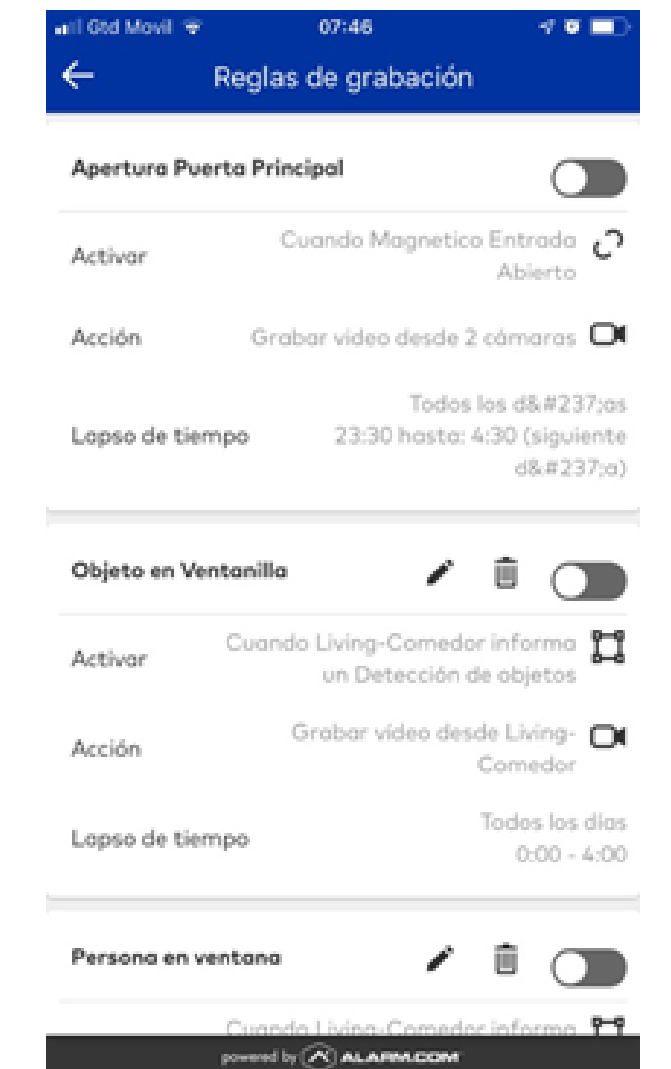 Gtd Movil 07:46
Reglas de grabación
Apertura Puerta Principal
Activar
Cuando Magnetico Entrada
Abierto
Acción
Grabar video desde 2 cámaras
Lapso de tiempo
Todos los d&#237;as
23:30 hasta: 4:30 (siguiente
d&#237;a)
Objeto en Ventanilla
Activar
Cuando Living-Comedor informa
un Detección de objetos
Acción
Grabar vídeo desde Living-
Comedor
Lapso de tiempo
Todos los días
0:00 - 4:00
Persona en ventana
Cuando Living-Comedor informa
powered by ALARM.COM